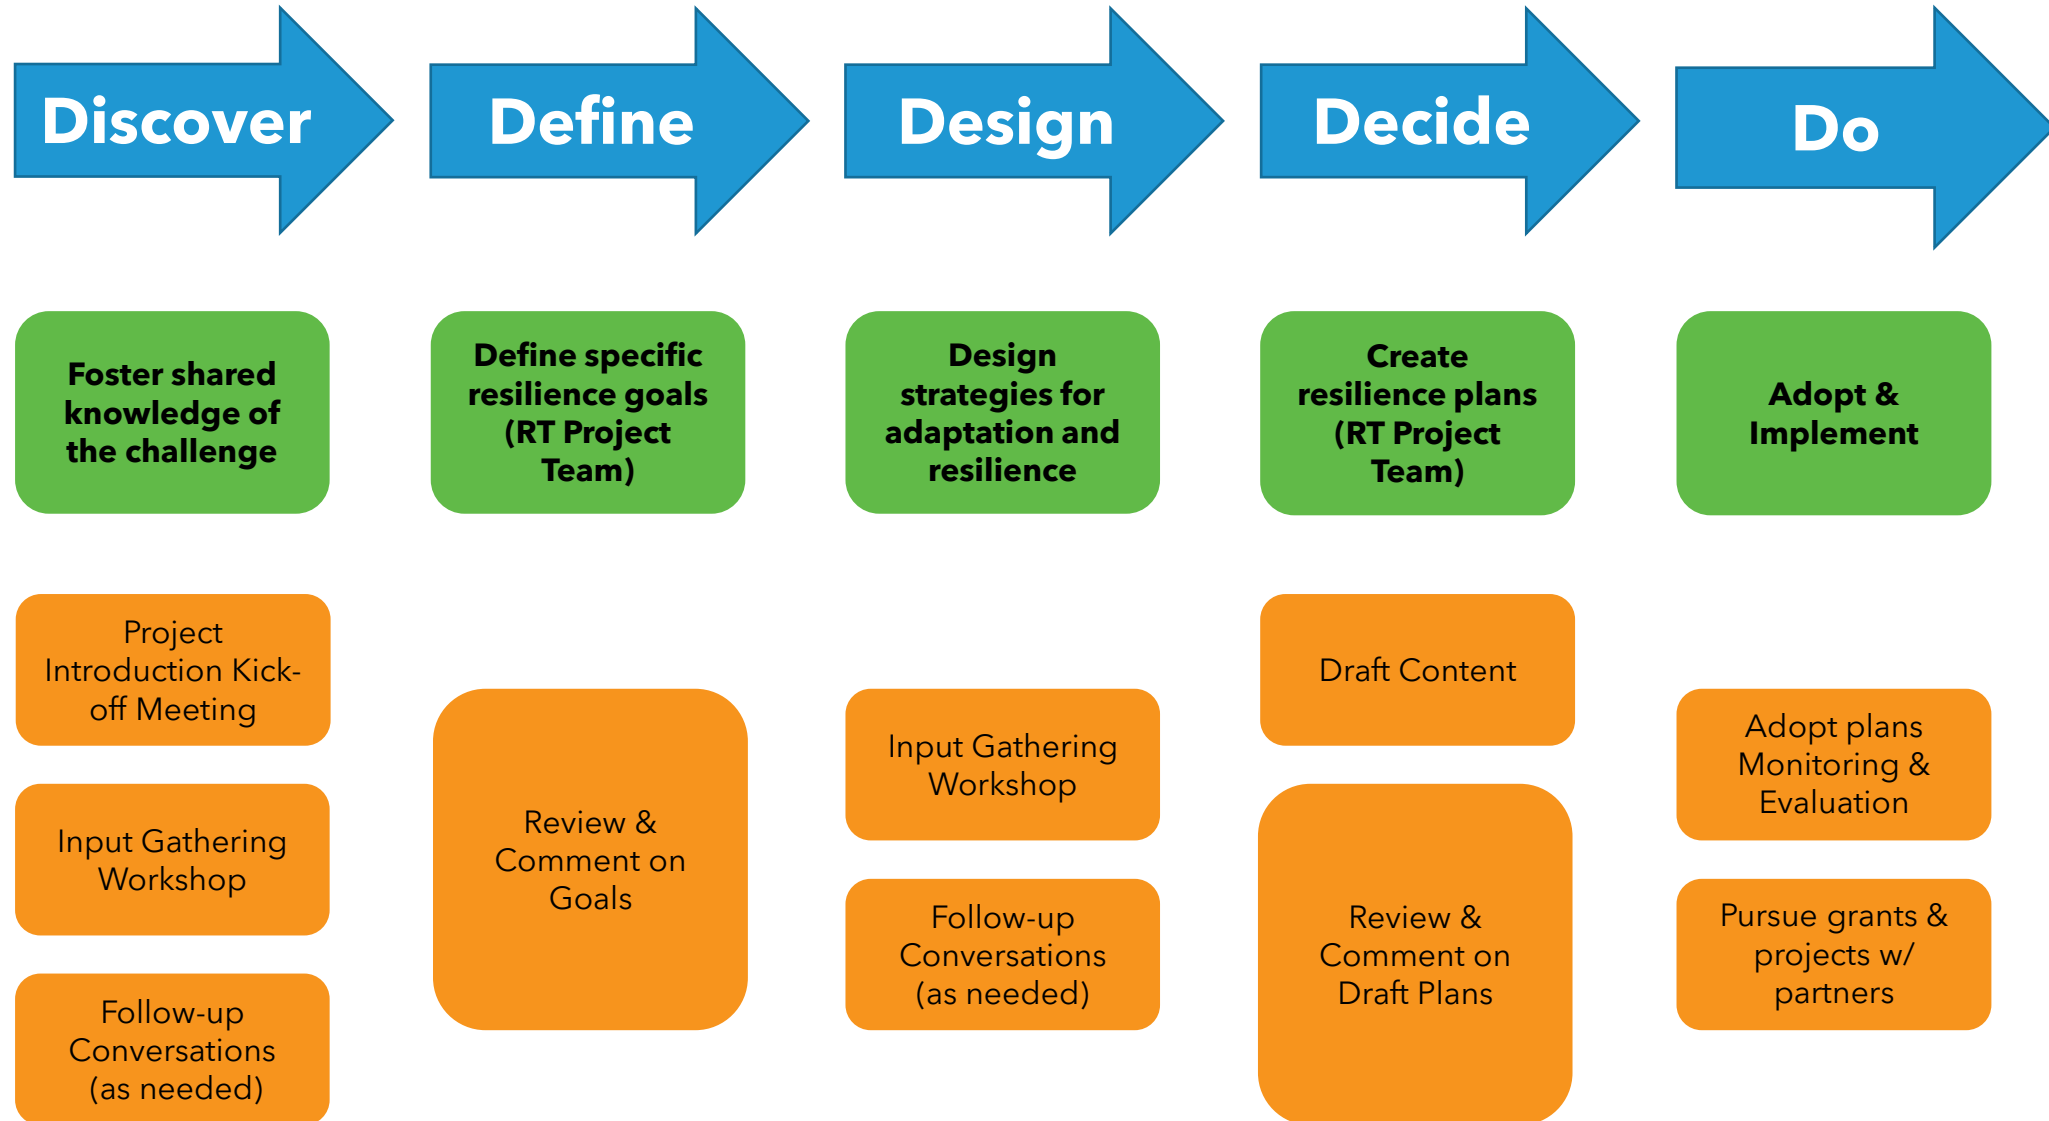 Discover
Define
Design
Decide
Do
Foster shared
knowledge of
the challenge
Define specific
resilience goals
(RT Project
Team)
Design
strategies for
adaptation and
resilience
Create
resilience plans
(RT Project
Team)
Adopt &
Implement
Project
Introduction Kick-
off Meeting
Input Gathering
Workshop
Follow-up
Conversations
(as needed)
Review &
Comment on
Goals
Input Gathering
Workshop
Follow-up
Conversations
(as needed)
Draft Content
Review &
Comment on
Draft Plans
Adopt plans
Monitoring &
Evaluation
Pursue grants &
projects w/
partners